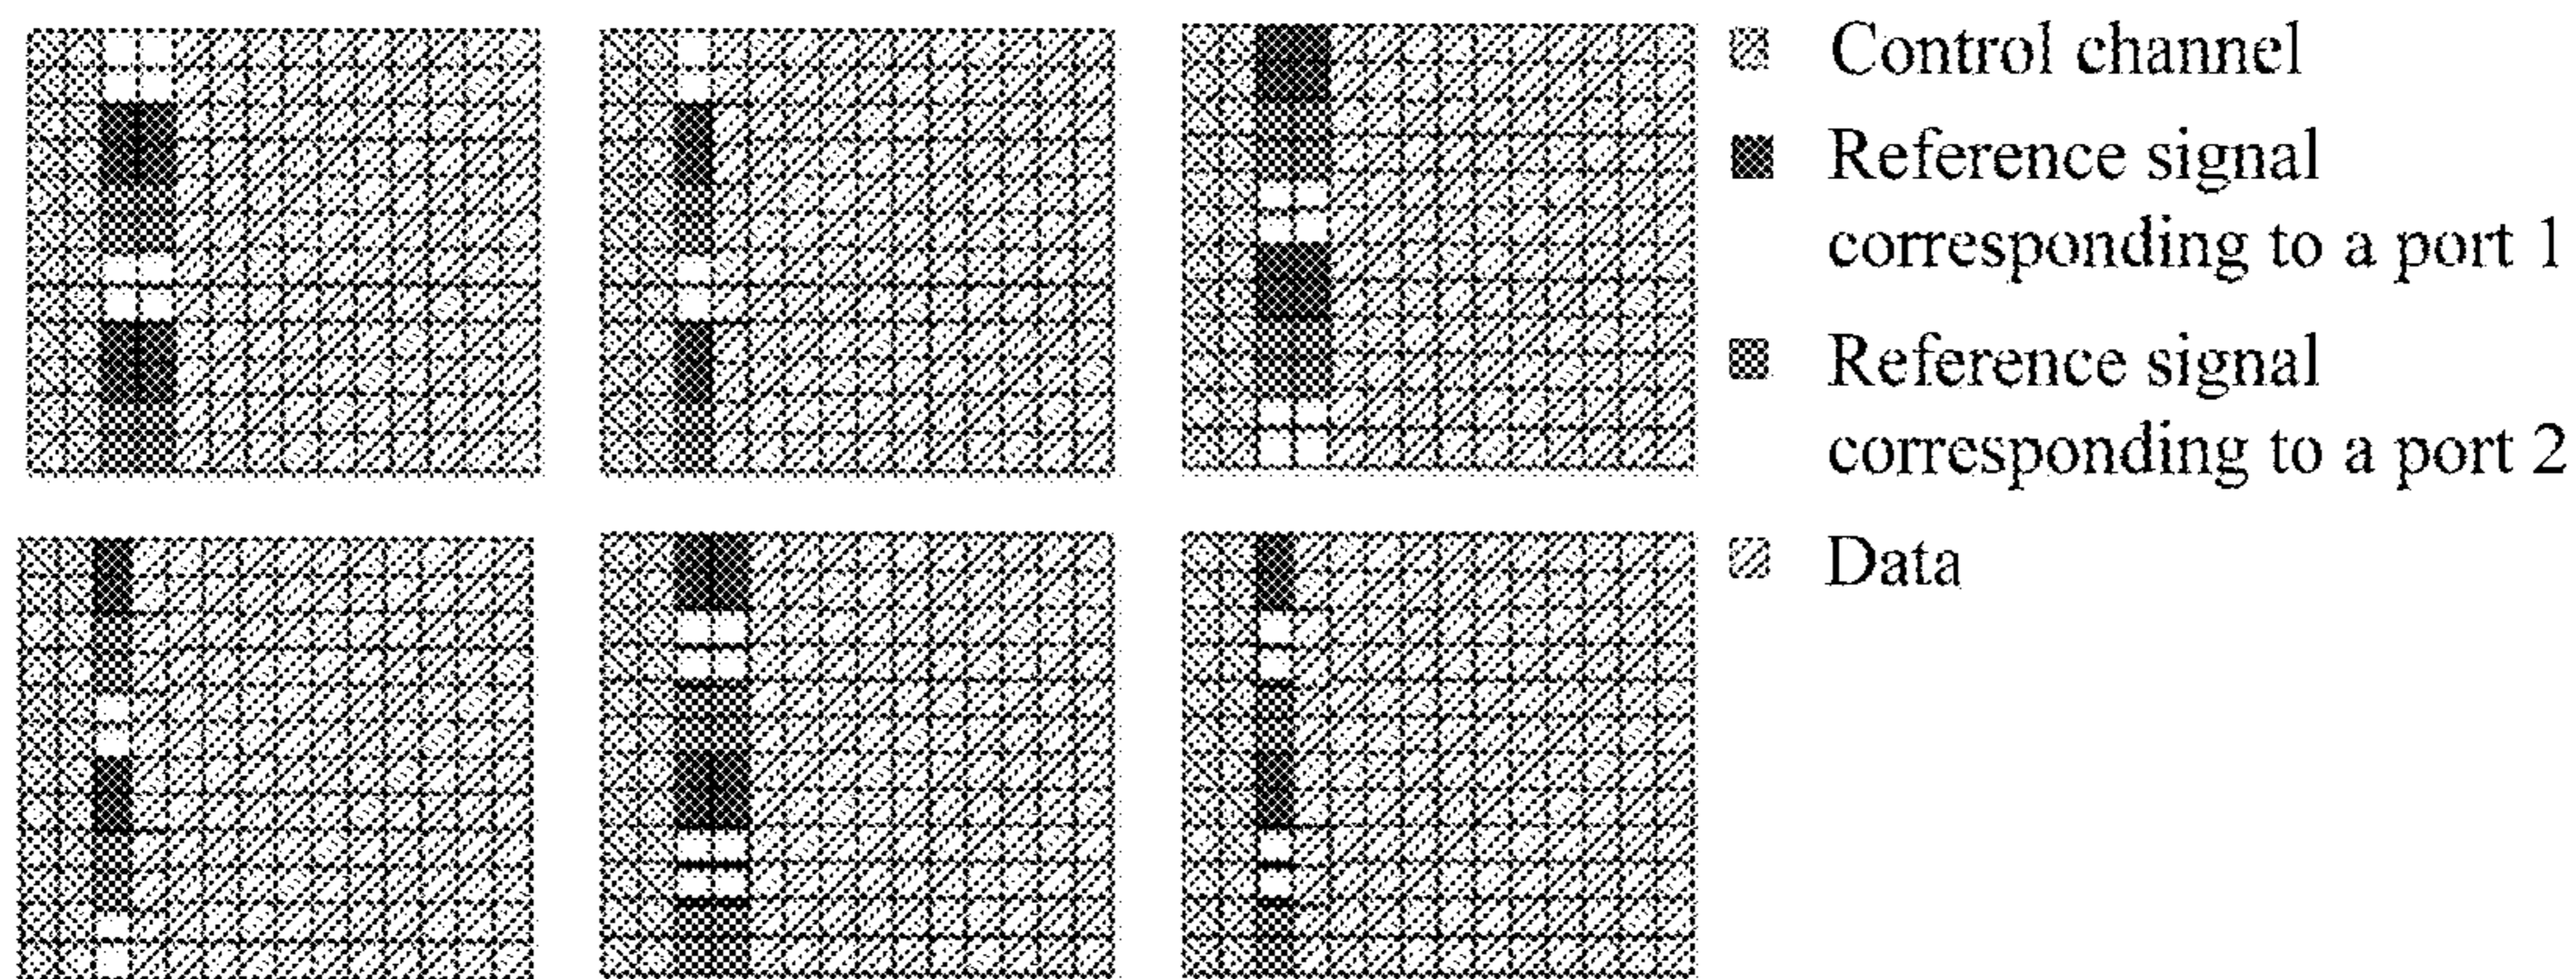 Control channel
Reference signal
corresponding to a port 1
Reference signal
corresponding to a port 2
Data